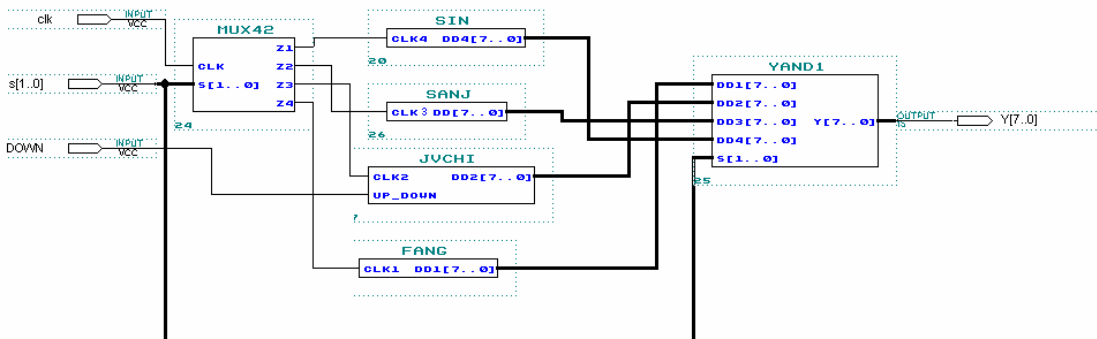 clk
INPUT
VCC
s[1..0]
INPUT
VCC
DOWN
INPUT
VCC
MUX42
CLK
S[1..0]
Z1
Z2
Z3
Z4
24
SIN
CLK4 DD4[7..0]
20
SANJ
CLK3 DD[7..0]
26
JVCHI
CLK2 DD2[7..0]
UP_DOWN
FANG
CLK1 DD1[7..0]
YAND1
DD1[7..0]
DD2[7..0]
DD3[7..0] Y[7..0]
DD4[7..0]
S[1..0]
25
OUTPUT
Y[7..0]